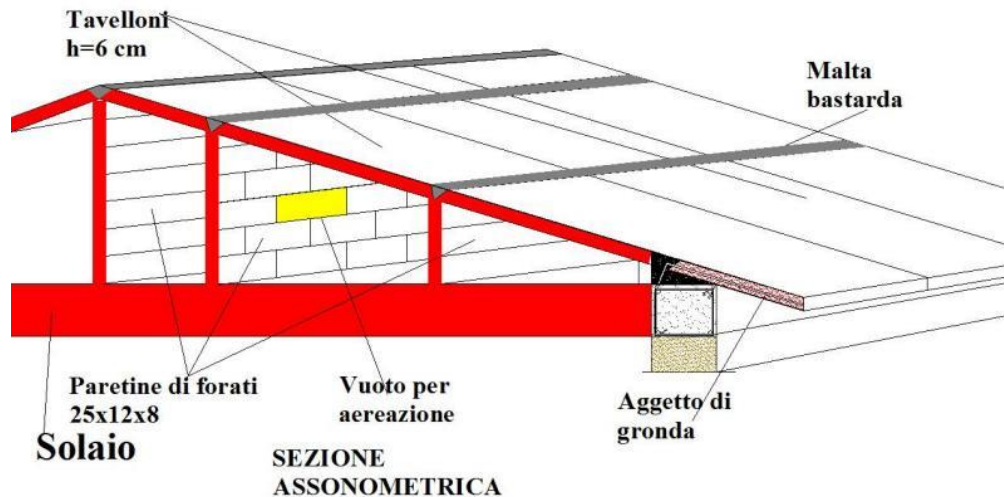 Tavelloni
h=6 cm
Malta
bastarda
Paretine di forati
25x12x8
Vuoto per
aereazione
Aggetto di
gronda
Solaio
SEZIONE
ASSONOMETRICA